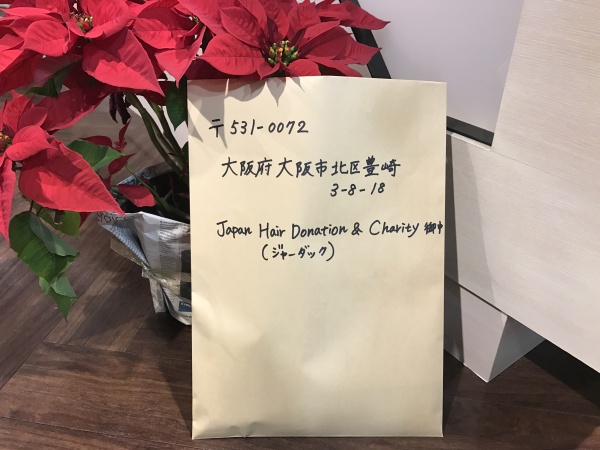 〒531-0072
大阪府大阪市北区豊崎
3-8-18
Japan Hair Donation & Charity 御中
(ジャーダック)